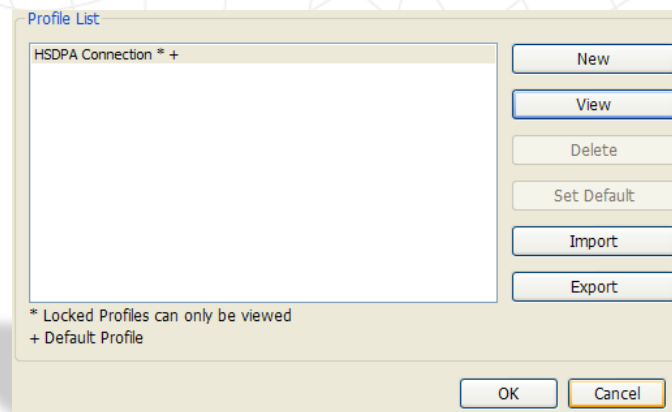 Profile List
HSDPA Connection * +
New
View
Delete
Set Default
Import
Export
* Locked Profiles can only be viewed
+ Default Profile
OK
Cancel